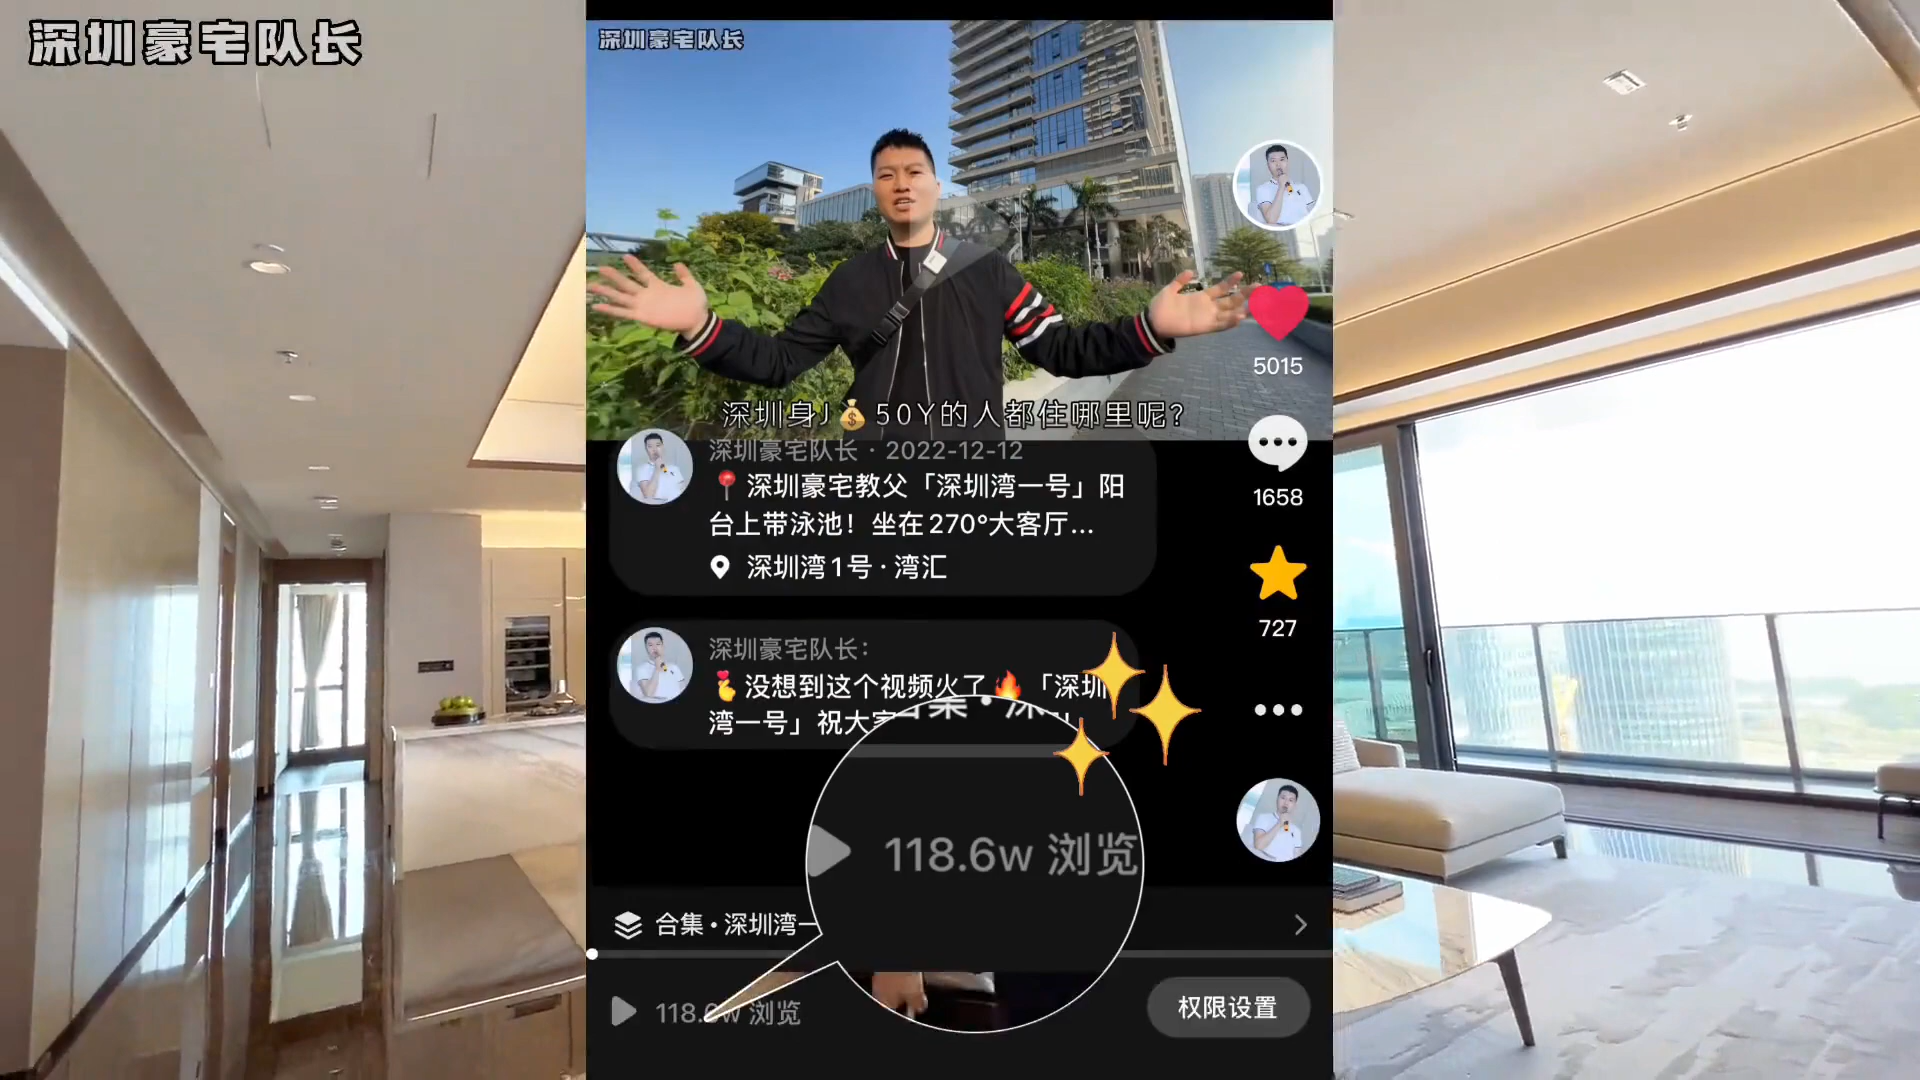 深圳豪宅队长
深圳豪宅队长
5015
深圳身J💰50Y的人都住哪里呢?
深圳豪宅队长 · 2022-12-12
📍深圳豪宅教父「深圳湾一号」阳
台上带泳池！坐在270°大客厅...
深圳湾1号·湾汇
1658
727
深圳豪宅队长:
🫰没想到这个视频火了🔥「深圳
湾一号」祝大
118.6w 浏览
合集·深圳湾一
118.6w 浏览
权限设置